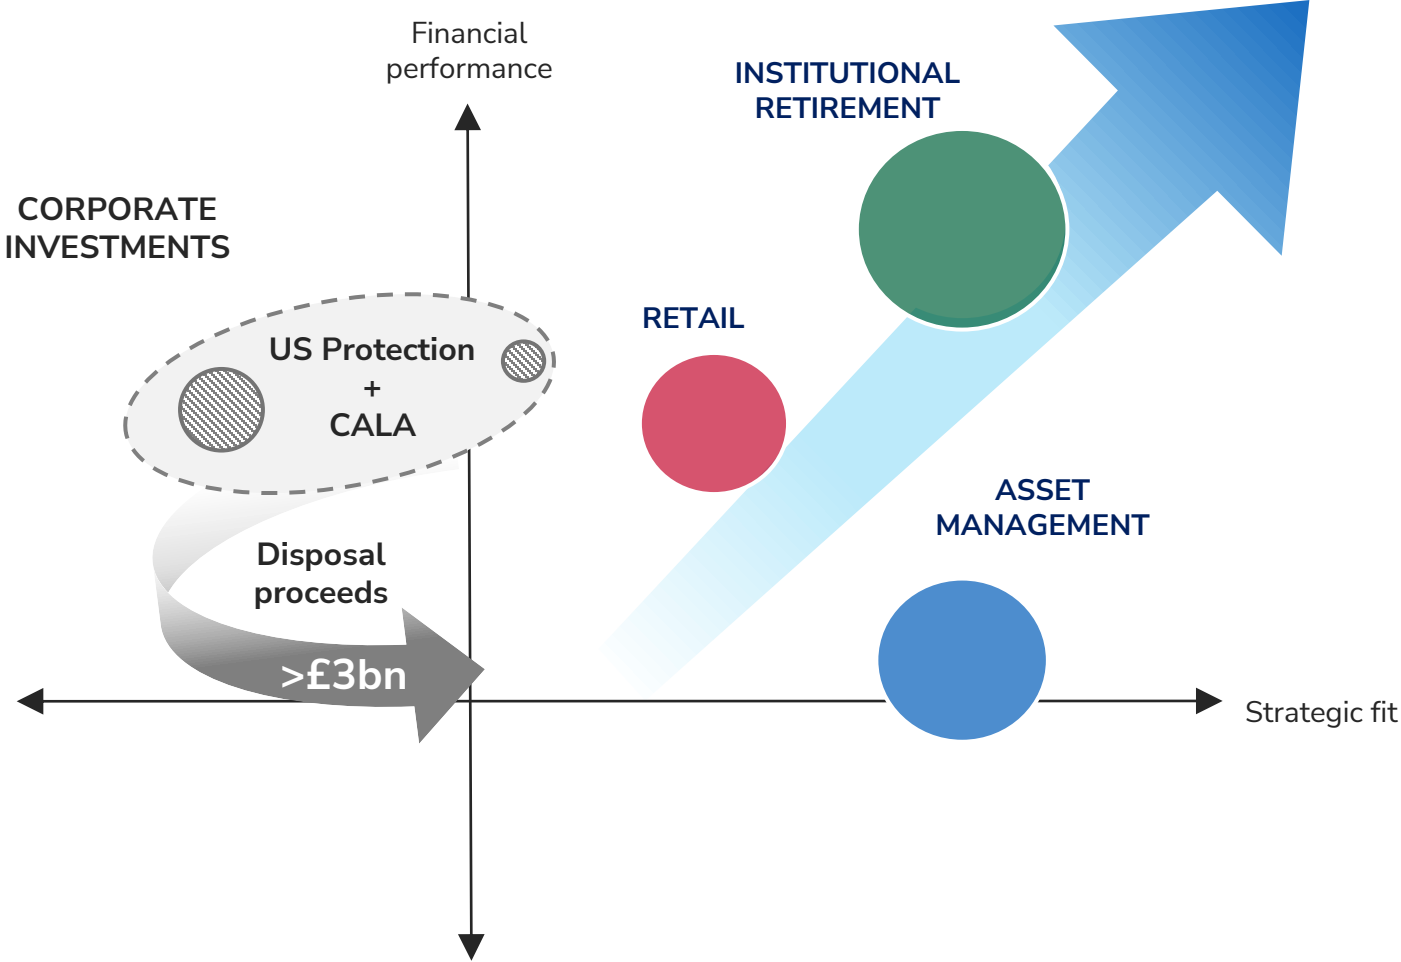 Financial
performance
INSTITUTIONAL
RETIREMENT
CORPORATE
INVESTMENTS
RETAIL
US Protection
+
CALA
ASSET
MANAGEMENT
Disposal
proceeds
>£3bn
Strategic fit